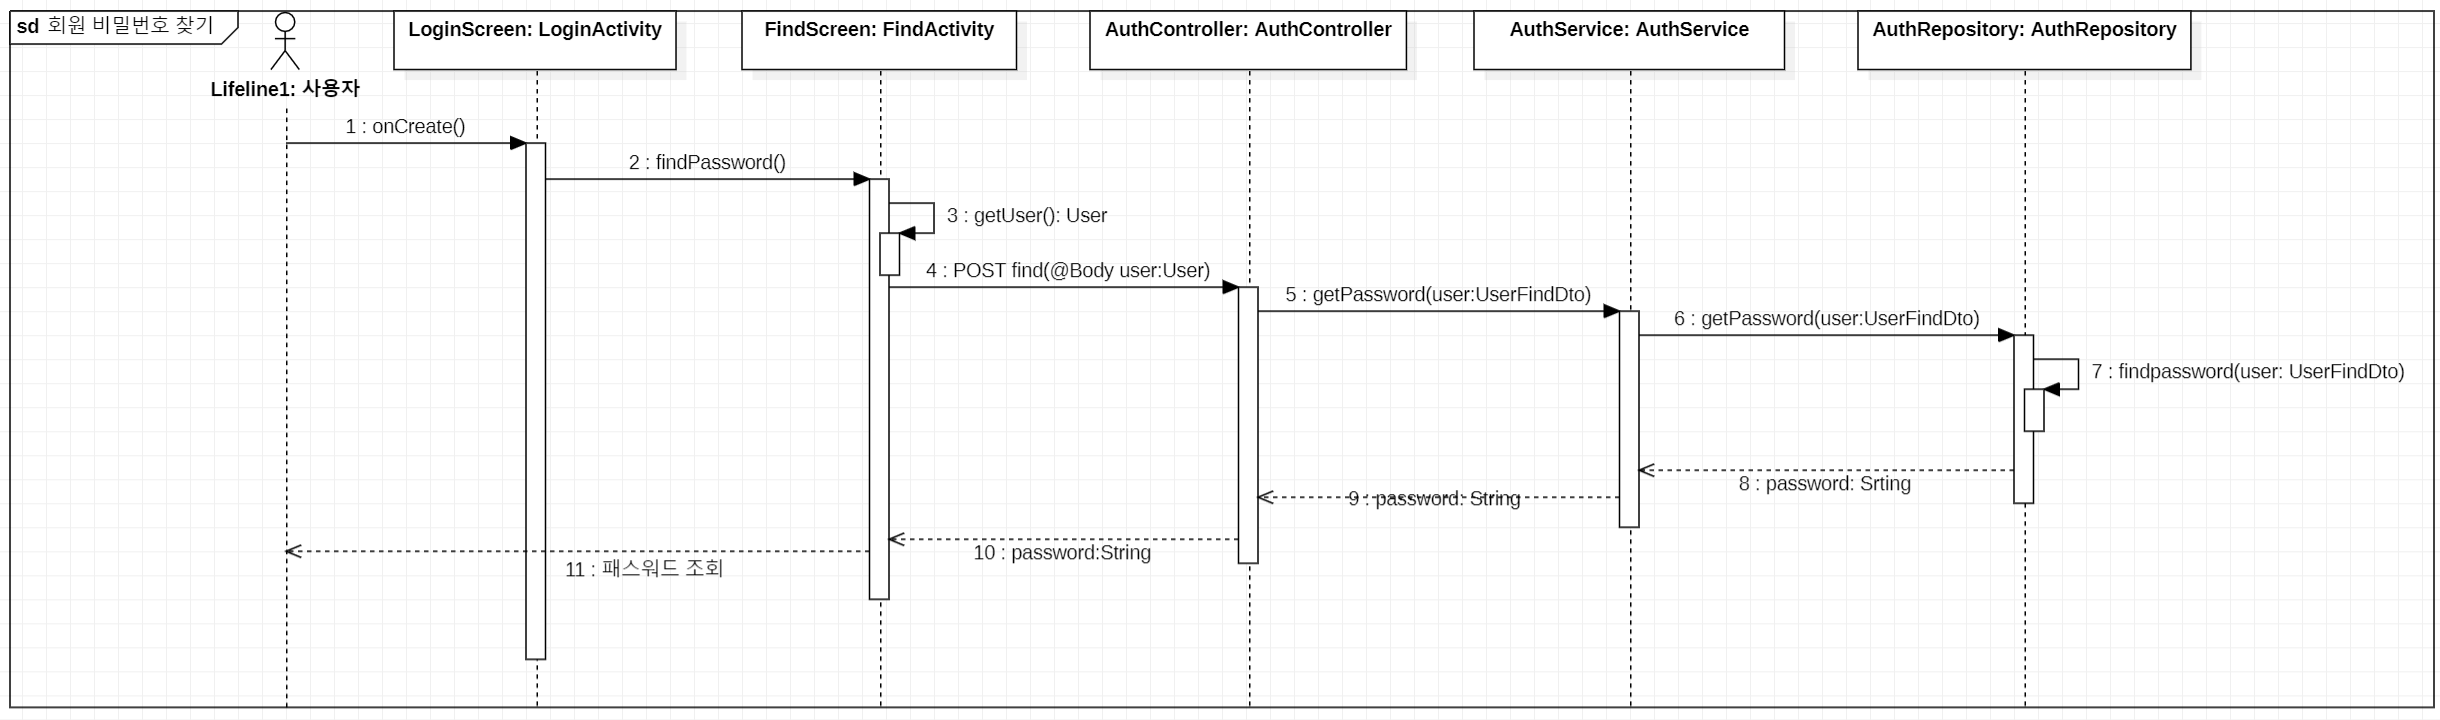 sd 회원 비밀번호 찾기
Lifeline1: 사용자
LoginScreen: LoginActivity
FindScreen: FindActivity
AuthController: AuthController
AuthService: AuthService
AuthRepository: AuthRepository
1 : onCreate()
2 : findPassword()
3 : getUser(): User
4 : POST find(@Body user:User)
5 : getPassword(user:UserFindDto)
6 : getPassword(user:UserFindDto)
7 : findpassword(user: UserFindDto)
8 : password: Srting
9 : password: String
10 : password:String
11 : 패스워드 조회